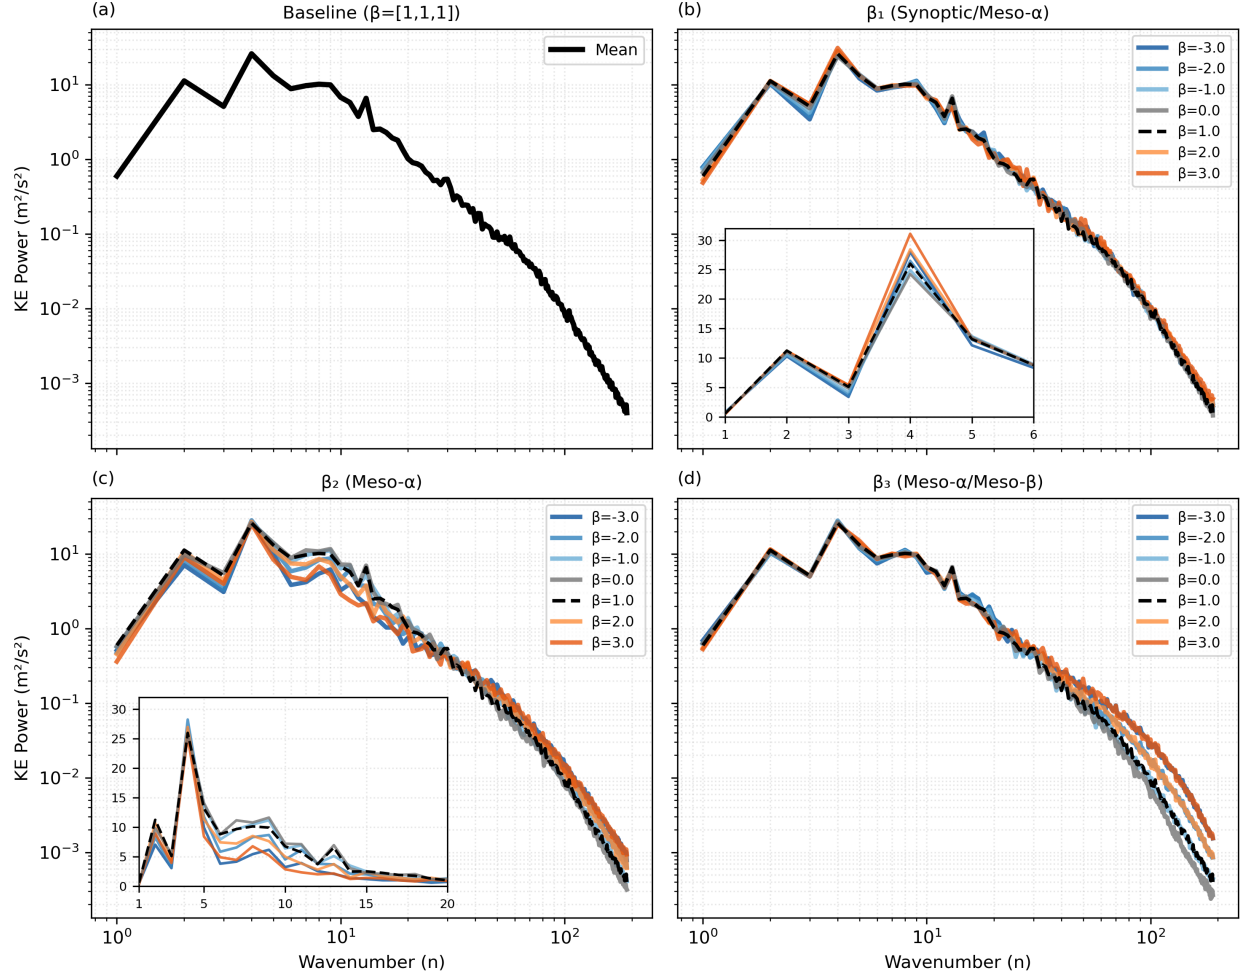 (a)
Baseline (β=[1,1,1])
Mean
KE Power (m²/s²)
10¹
10⁰
10⁻¹
10⁻²
10⁻³
(b)
β₁ (Synoptic/Meso-α)
β=-3.0
β=-2.0
β=-1.0
β=0.0
β=1.0
β=2.0
β=3.0
30
25
20
15
10
5
0
1 2 3 4 5 6
(c)
β₂ (Meso-α)
β=-3.0
β=-2.0
β=-1.0
β=0.0
β=1.0
β=2.0
β=3.0
KE Power (m²/s²)
10¹
10⁰
10⁻¹
10⁻²
10⁻³
30
25
20
15
10
5
0
1 5 10 15 20
10⁰ 10¹ 10²
Wavenumber (n)
(d)
β₃ (Meso-α/Meso-β)
β=-3.0
β=-2.0
β=-1.0
β=0.0
β=1.0
β=2.0
β=3.0
10⁰ 10¹ 10²
Wavenumber (n)